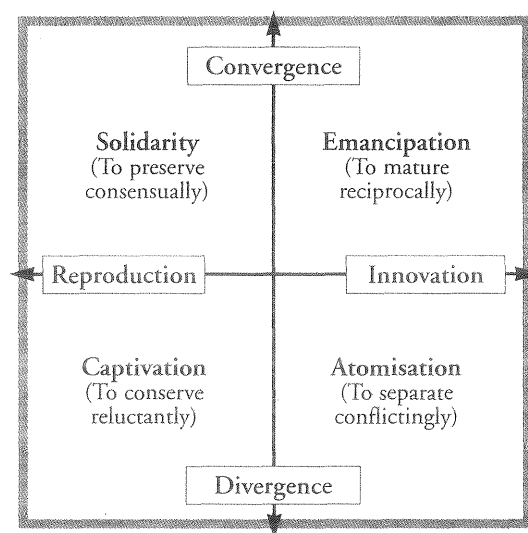 Convergence
Solidarity
(To preserve
consensually)
Emancipation
(To mature
reciprocally)
Reproduction
Innovation
Captivation
(To conserve
reluctantly)
Atomisation
(To separate
conflictingly)
Divergence